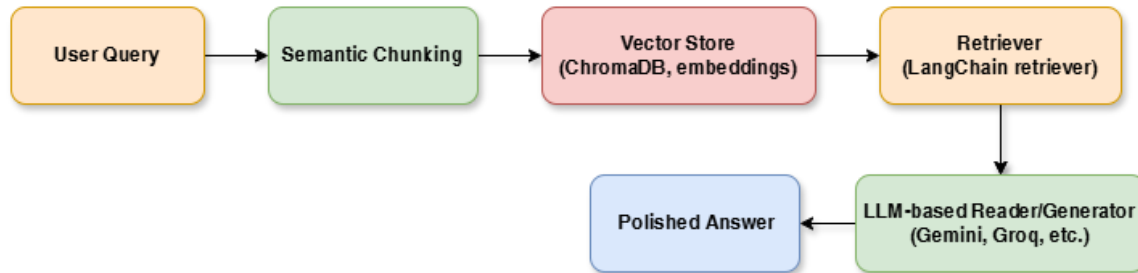 User Query
Semantic Chunking
Vector Store
(ChromaDB, embeddings)
Retriever
(LangChain retriever)
Polished Answer
LLM-based Reader/Generator
(Gemini, Groq, etc.)